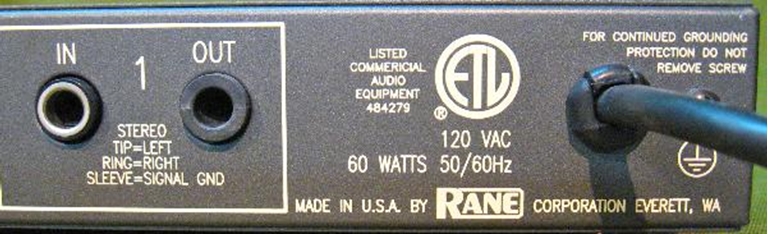 IN
1
OUT
STEREO
TIP=LEFT
RING=RIGHT
SLEEVE=SIGNAL GND
LISTED
COMMERICIAL
AUDIO
EQUIPMENT
484279
ETL
®
120 VAC
60 WATTS 50/60Hz
FOR CONTINUED GROUNDING
PROTECTION DO NOT
REMOVE SCREW
MADE IN U.S.A. BY RANE CORPORATION EVERETT, WA